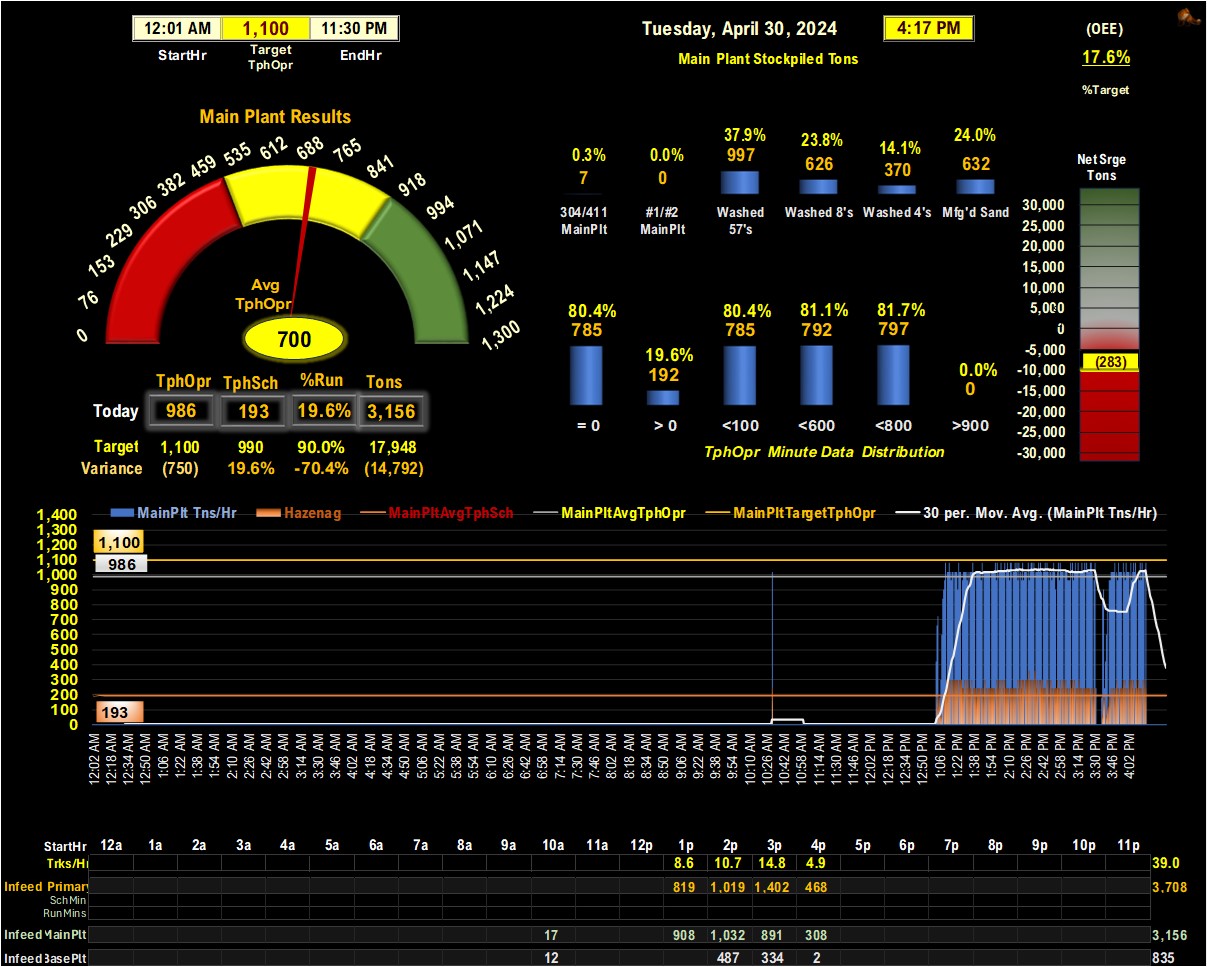 12:01 AM 1,100 11:30 PM
StartHr Target TphOpr EndHr
Tuesday, April 30, 2024 4:17 PM
Main Plant Stockpiled Tons
(OEE)
17.6%
%Target
Main Plant Results
0 76 153 229 306 382 459 535 612 688 765 841 918 994 1,071 1,147 1,224 1,300
Avg
TphOpr
700
TphOpr TphSch %Run Tons
Today 986 193 19.6% 3,156
Target 1,100 990 90.0% 17,948
Variance (750) 19.6% -70.4% (14,792)
0.3% 0.0% 37.9% 23.8% 14.1% 24.0%
7 0 997 626 370 632
304/411 MainPlt #1/#2 MainPlt Washed 57's Washed 8's Washed 4's Mfg'd Sand
80.4% 19.6% 80.4% 81.1% 81.7% 0.0%
785 192 785 792 797 0
= 0 > 0 <100 <600 <800 >900
TphOpr Minute Data Distribution
Net Srge
Tons
30,000
25,000
20,000
15,000
10,000
5,000
0
-5,000
(283)
-10,000
-15,000
-20,000
-25,000
-30,000
MainPlt Tns/Hr Hazenag MainPltAvgTphSch MainPltAvgTphOpr MainPltTargetTphOpr 30 per. Mov. Avg. (MainPlt Tns/Hr)
1,400
1,300
1,200
1,100
1,000
900
800
700
600
500
400
300
200
100
0
1,100
986
193
12:02 AM 12:18 AM 12:34 AM 12:50 AM 1:06 AM 1:22 AM 1:38 AM 1:54 AM 2:10 AM 2:26 AM 2:42 AM 2:58 AM 3:14 AM 3:30 AM 3:46 AM 4:02 AM 4:18 AM 4:34 AM 4:50 AM 5:06 AM 5:22 AM 5:38 AM 5:54 AM 6:10 AM 6:26 AM 6:42 AM 6:58 AM 7:14 AM 7:30 AM 7:46 AM 8:02 AM 8:18 AM 8:34 AM 8:50 AM 9:06 AM 9:22 AM 9:38 AM 9:54 AM 10:10 AM 10:26 AM 10:42 AM 10:58 AM 11:14 AM 11:30 AM 11:46 AM 12:02 PM 12:18 PM 12:34 PM 12:50 PM 1:06 PM 1:22 PM 1:38 PM 1:54 PM 2:10 PM 2:26 PM 2:42 PM 2:58 PM 3:14 PM 3:30 PM 3:46 PM 4:02 PM
StartHr 12a 1a 2a 3a 4a 5a 6a 7a 8a 9a 10a 11a 12p 1p 2p 3p 4p 5p 6p 7p 8p 9p 10p 11p
Trks/Hr 8.6 10.7 14.8 4.9 39.0
Infeed Primary 819 1,019 1,402 468 3,708
SchMin
RunMins
Infeed MainPlt 17 908 1,032 891 308 3,156
Infeed BasePlt 12 487 334 2 835